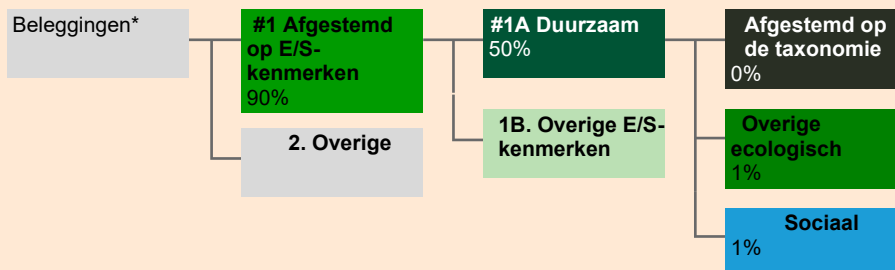 Beleggingen*
#1 Afgestemd
op E/S-
kenmerken
90%
2. Overige
#1A Duurzaam
50%
1B. Overige E/S-
kenmerken
Afgestemd op
de taxonomie
0%
Overige
ecologisch
1%
Sociaal
1%